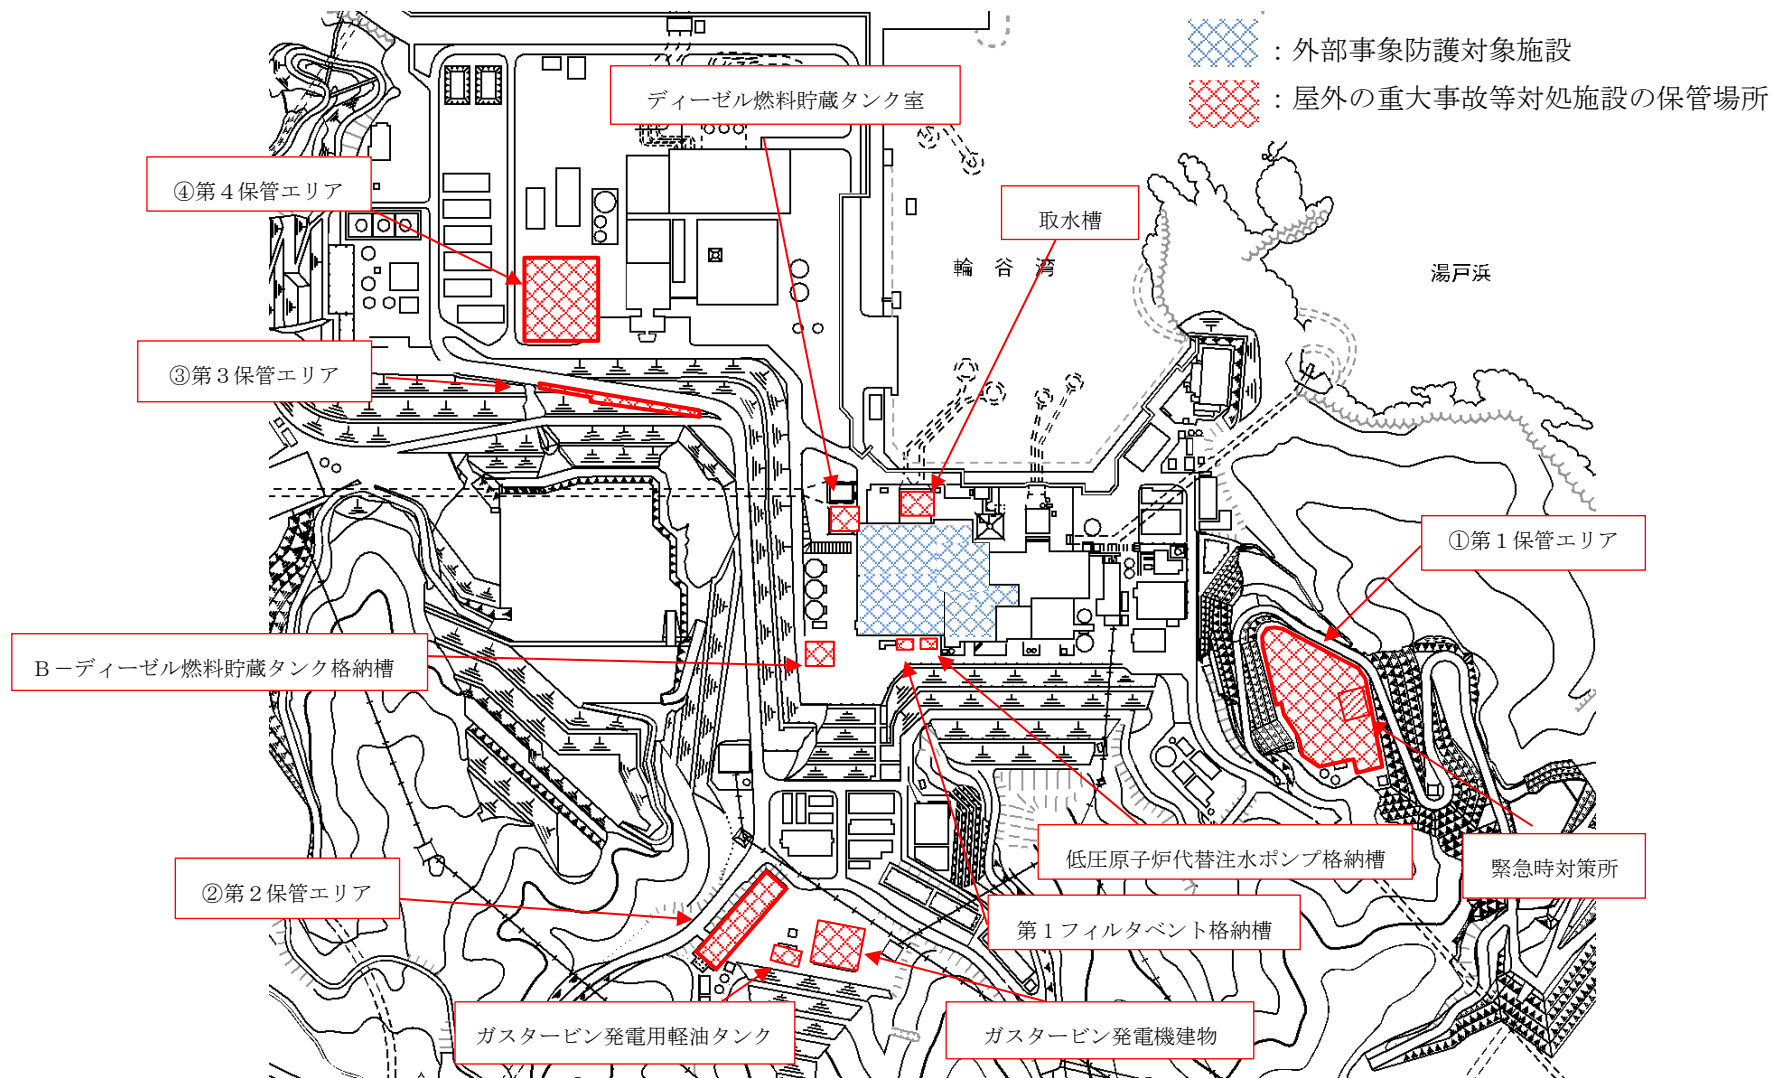 ：外部事象防護対象施設
：屋外の重大事故等対処施設の保管場所
ディーゼル燃料貯蔵タンク室
④第４保管エリア
取水槽
輪谷湾
湯戸浜
③第３保管エリア
①第１保管エリア
Ｂ－ディーゼル燃料貯蔵タンク格納槽
低圧原子炉代替注水ポンプ格納槽
緊急時対策所
②第２保管エリア
第１フィルタベント格納槽
ガスタービン発電用軽油タンク
ガスタービン発電機建物